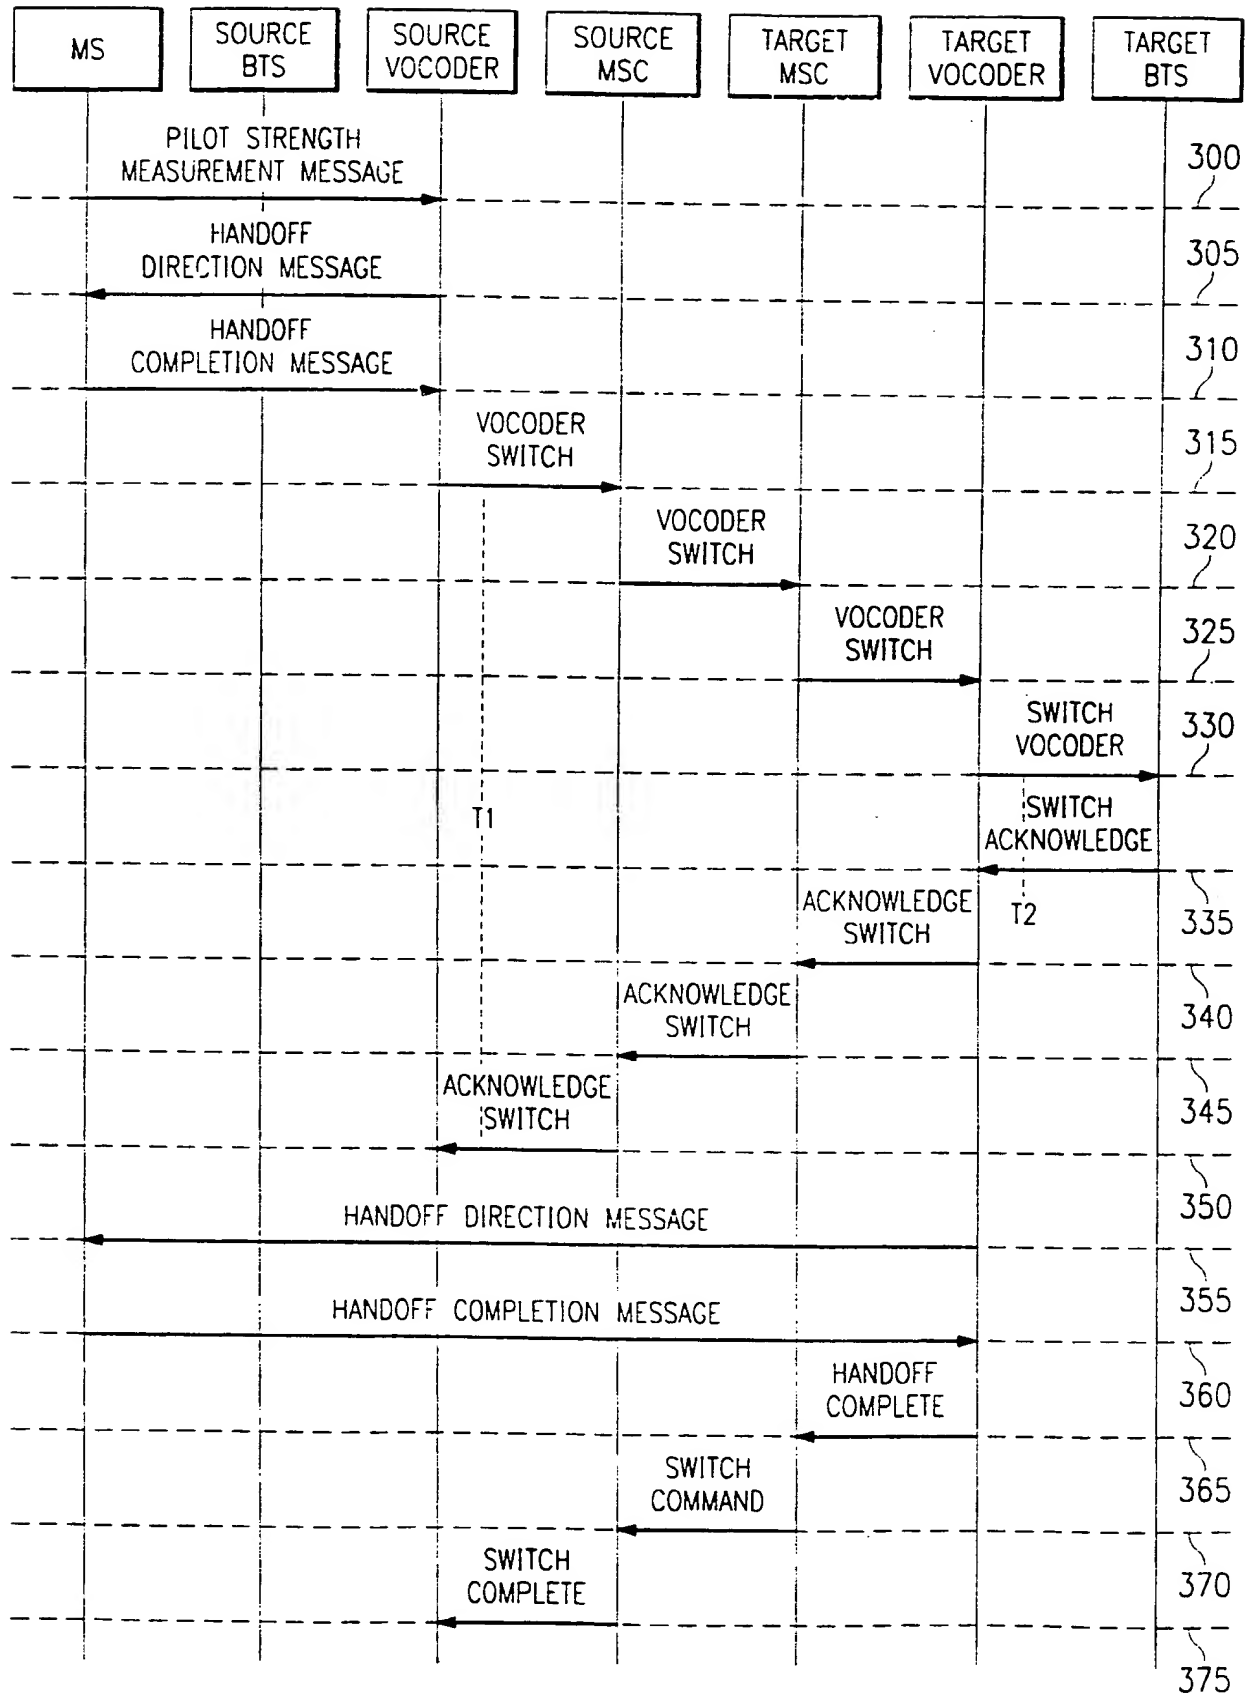 MS
SOURCE
BTS
SOURCE
VOCODER
SOURCE
MSC
TARGET
MSC
TARGET
VOCODER
TARGET
BTS
PILOT STRENGTH
MEASUREMENT MESSAGE
300
HANDOFF
DIRECTION MESSAGE
305
HANDOFF
COMPLETION MESSAGE
310
VOCODER
SWITCH
315
VOCODER
SWITCH
320
VOCODER
SWITCH
325
SWITCH
VOCODER
330
T1
SWITCH
ACKNOWLEDGE
335
T2
ACKNOWLEDGE
SWITCH
340
ACKNOWLEDGE
SWITCH
345
ACKNOWLEDGE
SWITCH
350
HANDOFF DIRECTION MESSAGE
355
HANDOFF COMPLETION MESSAGE
360
HANDOFF
COMPLETE
365
SWITCH
COMMAND
370
SWITCH
COMPLETE
375